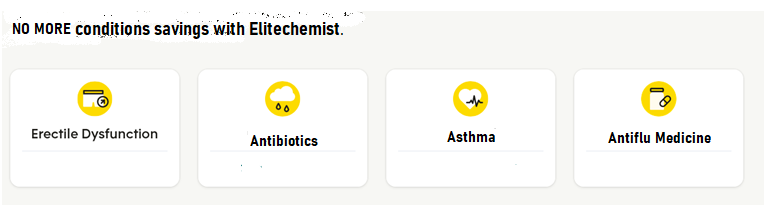 NO MORE conditions savings with Elitechemist.
Erectile Dysfunction
Antibiotics
Asthma
Antiflu Medicine